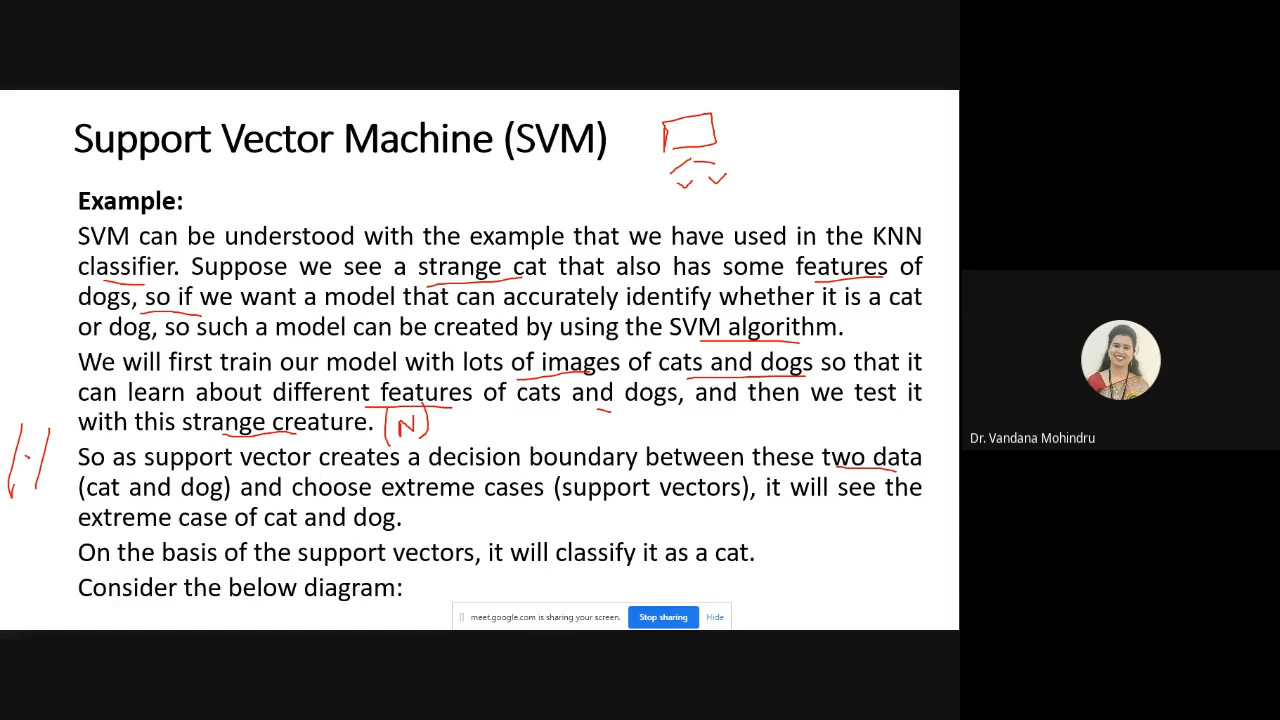 Support Vector Machine (SVM)
Example:
SVM can be understood with the example that we have used in the KNN
classifier. Suppose we see a strange cat that also has some features of
dogs, so if we want a model that can accurately identify whether it is a cat
or dog, so such a model can be created by using the SVM algorithm.
We will first train our model with lots of images of cats and dogs so that it
can learn about different features of cats and dogs, and then we test it
with this strange creature. (N)
So as support vector creates a decision boundary between these two data
(cat and dog) and choose extreme cases (support vectors), it will see the
extreme case of cat and dog.
On the basis of the support vectors, it will classify it as a cat.
Consider the below diagram:
meet.google.com is sharing your screen. Stop sharing Hide
Dr. Vandana Mohindru